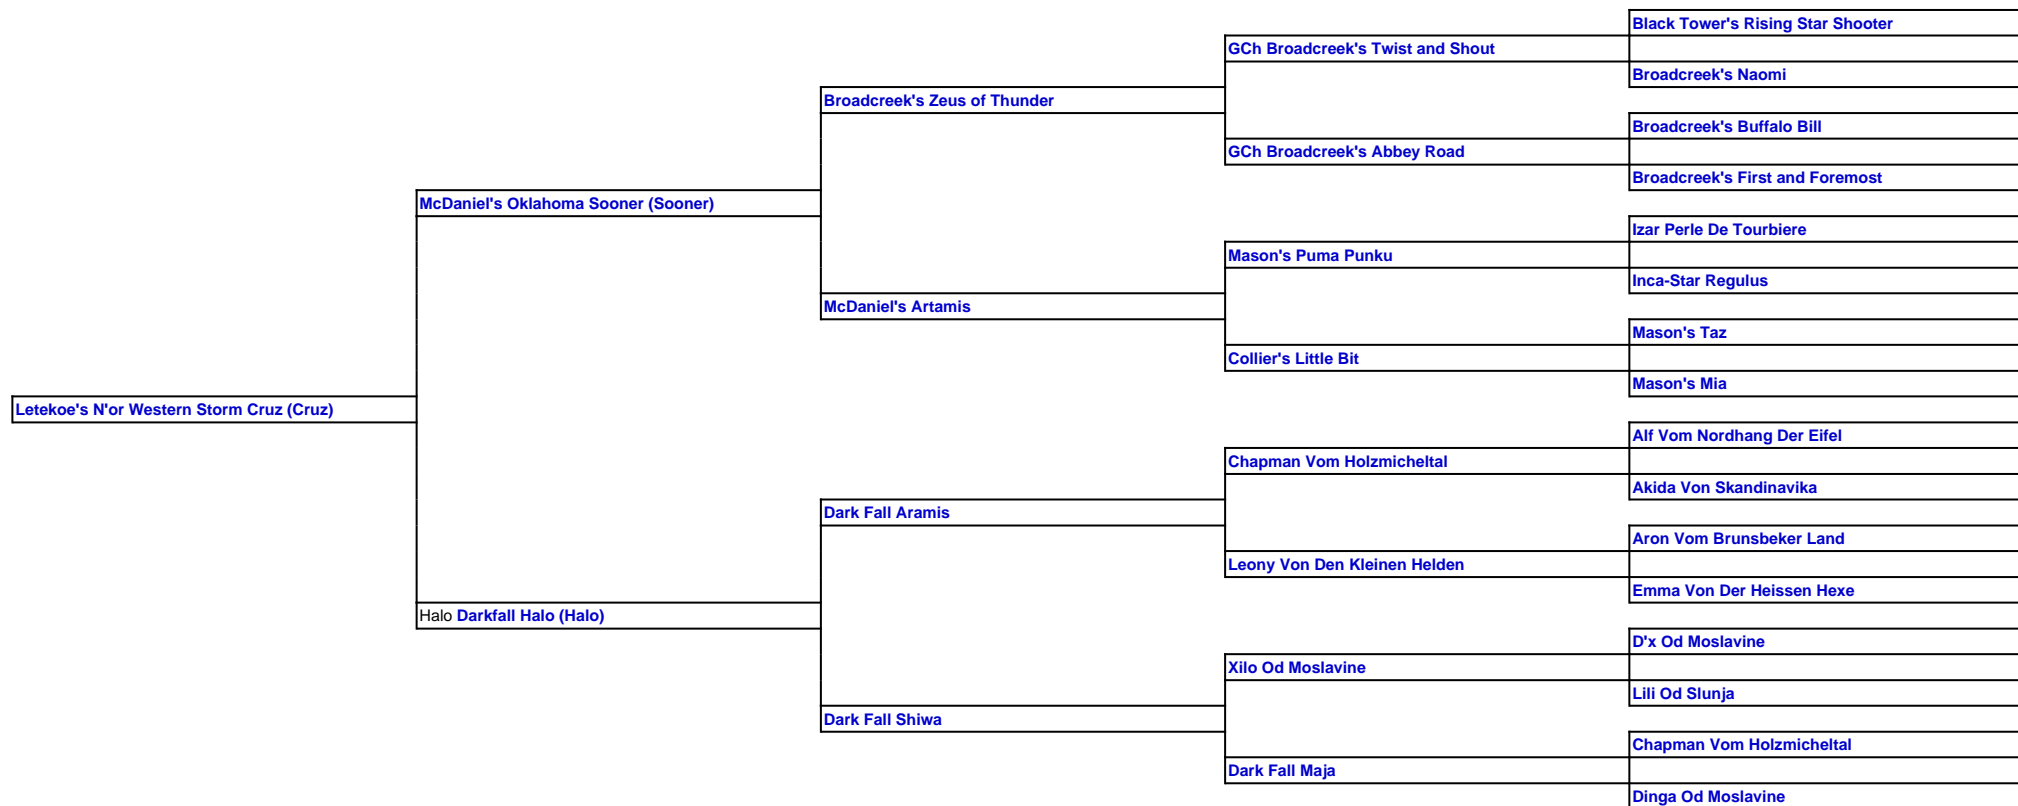 Black Tower's Rising Star Shooter
GCh Broadcreek's Twist and Shout
Broadcreek's Naomi
Broadcreek's Zeus of Thunder
Broadcreek's Buffalo Bill
GCh Broadcreek's Abbey Road
Broadcreek's First and Foremost
McDaniel's Oklahoma Sooner (Sooner)
Izar Perle De Tourbiere
Mason's Puma Punku
Inca-Star Regulus
McDaniel's Artamis
Mason's Taz
Collier's Little Bit
Mason's Mia
Letekoe's N'or Western Storm Cruz (Cruz)
Alf Vom Nordhang Der Eifel
Chapman Vom Holzmicheltal
Akida Von Skandinavika
Dark Fall Aramis
Aron Vom Brunsbeker Land
Leony Von Den Kleinen Helden
Emma Von Der Heissen Hexe
Halo Darkfall Halo (Halo)
D'x Od Moslavine
Xilo Od Moslavine
Lili Od Slunja
Dark Fall Shiwa
Chapman Vom Holzmicheltal
Dark Fall Maja
Dinga Od Moslavine